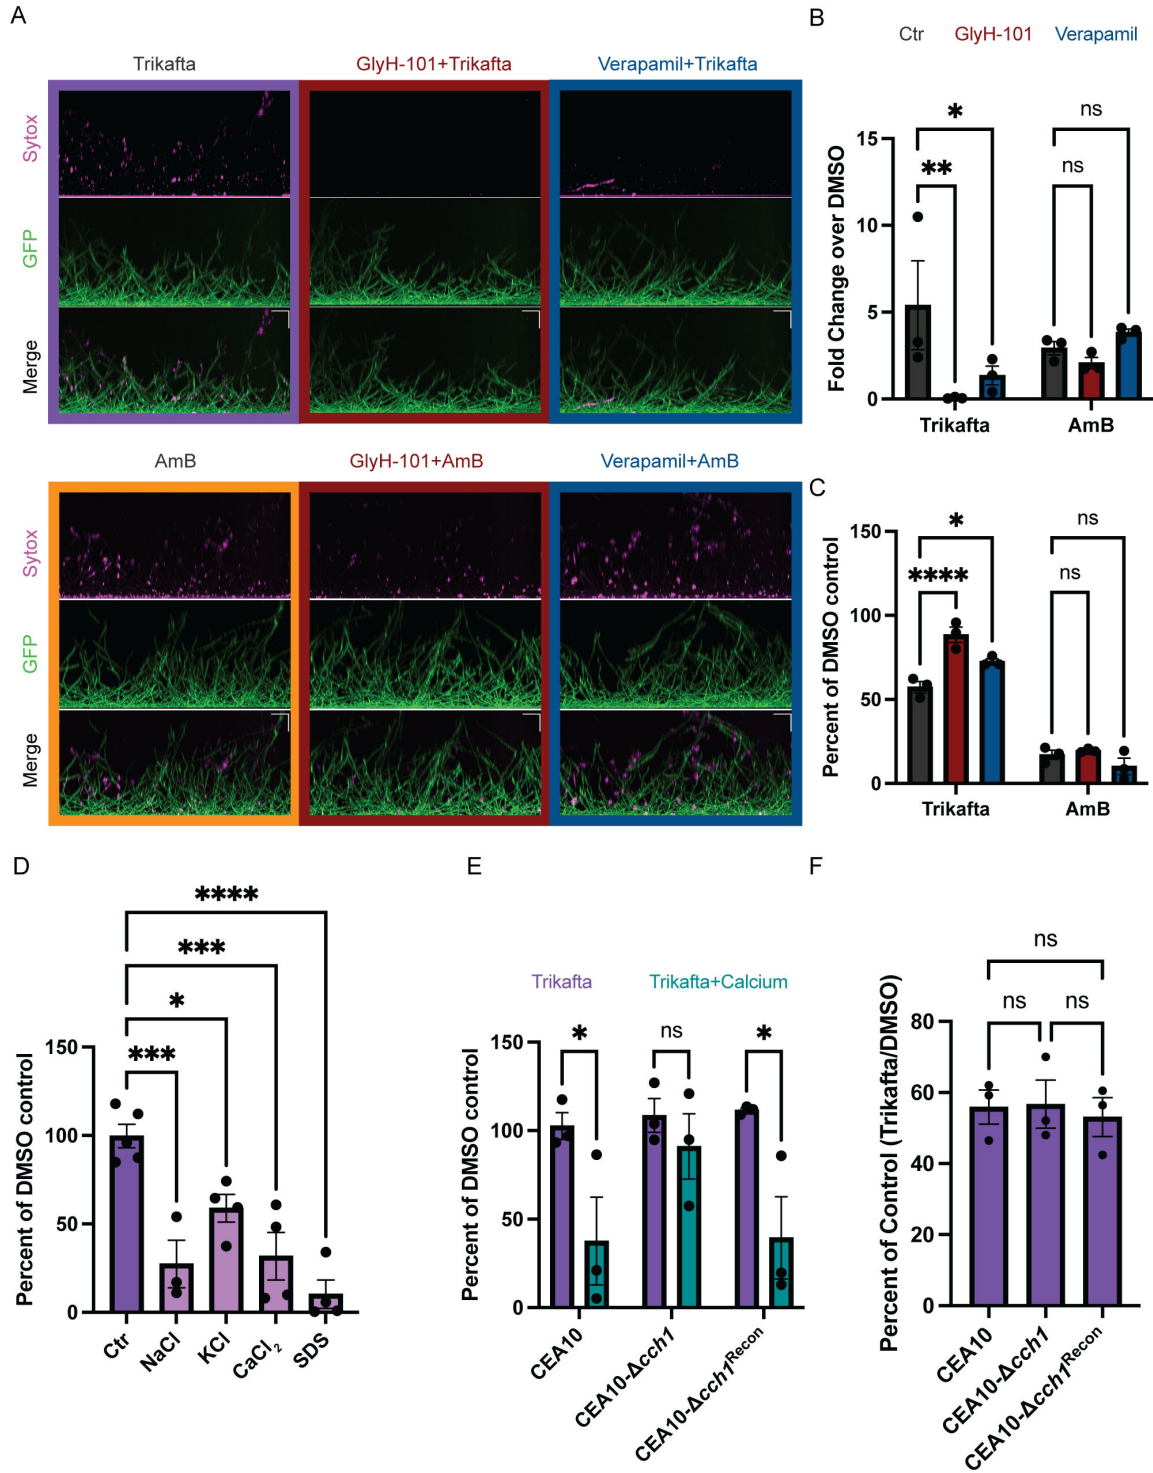 A
Trikafta
GlyH-101+Trikafta
Verapamil+Trikafta
Sytox
GFP
Merge
AmB
GlyH-101+AmB
Verapamil+AmB
Sytox
GFP
Merge
B
Ctr GlyH-101 Verapamil
Fold Change over DMSO
15
10
5
0
*
**
ns
ns
Trikafta
AmB
C
Percent of DMSO control
150
100
50
0
*
****
ns
ns
Trikafta
AmB
D
Percent of DMSO control
150
100
50
0
****
***
*
***
Ctr
NaCl
KCl
CaCl₂
SDS
E
Trikafta Trikafta+Calcium
Percent of DMSO control
150
100
50
0
*
ns
*
CEA10
CEA10-Δcch1
CEA10-Δcch1Recon
F
Percent of Control (Trikafta/DMSO)
80
60
40
20
0
ns
ns
ns
CEA10
CEA10-Δcch1
CEA10-Δcch1Recon